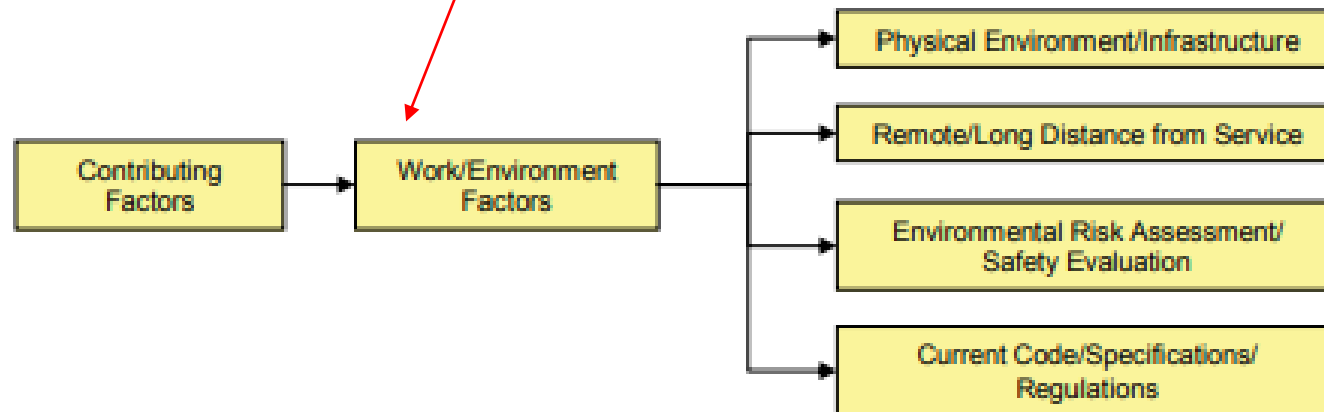 Contributing
Factors
Work/Environment
Factors
Physical Environment/Infrastructure
Remote/Long Distance from Service
Environmental Risk Assessment/
Safety Evaluation
Current Code/Specifications/
Regulations